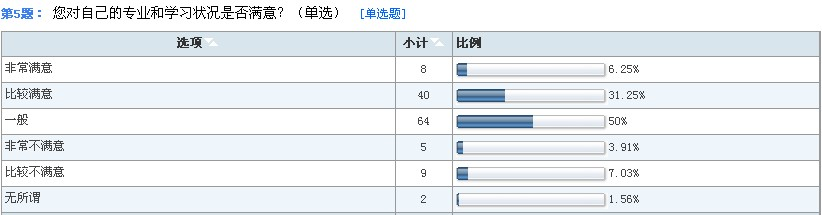 第5题： 您对自己的专业和学习状况是否满意？（单选） [单选题]
选项 小计 比例
非常满意 8 6.25%
比较满意 40 31.25%
一般 64 50%
非常不满意 5 3.91%
比较不满意 9 7.03%
无所谓 2 1.56%